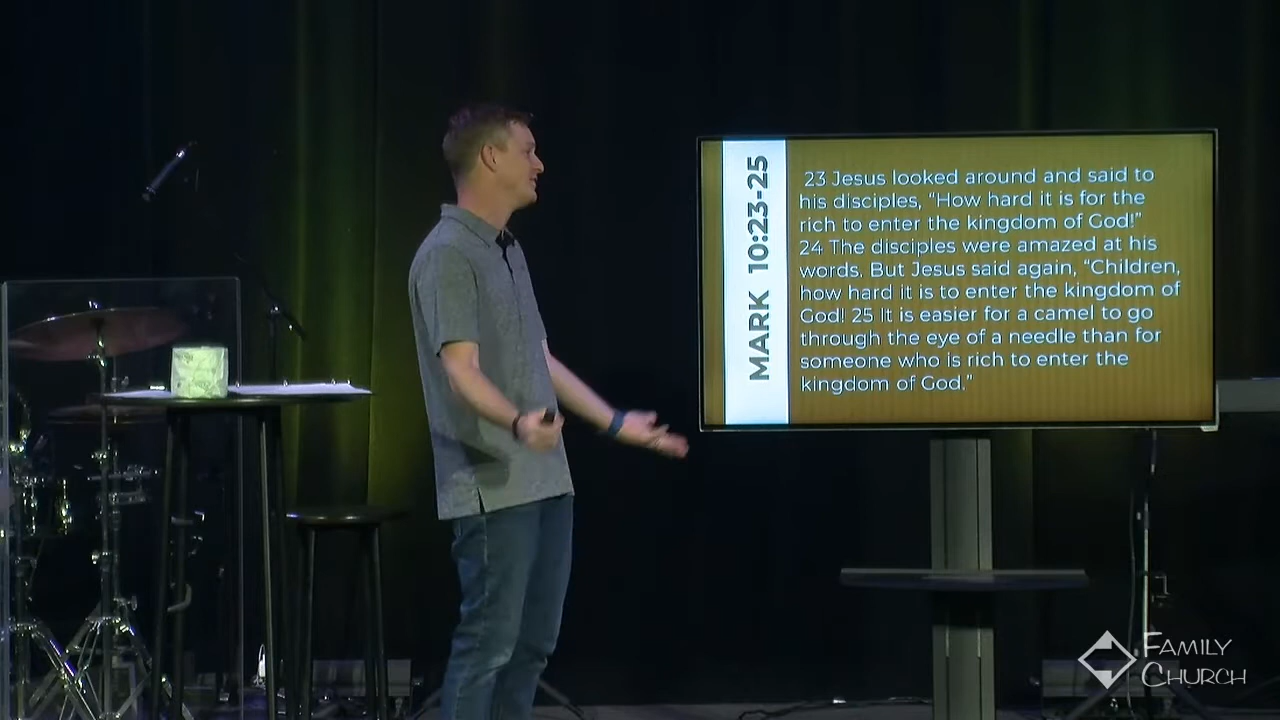 MARK 10:23-25
23 Jesus looked around and said to
his disciples, “How hard it is for the
rich to enter the kingdom of God!”
24 The disciples were amazed at his
words. But Jesus said again, “Children,
how hard it is to enter the kingdom of
God! 25 It is easier for a camel to go
through the eye of a needle than for
someone who is rich to enter the
kingdom of God.”
FAMILY
CHURCH